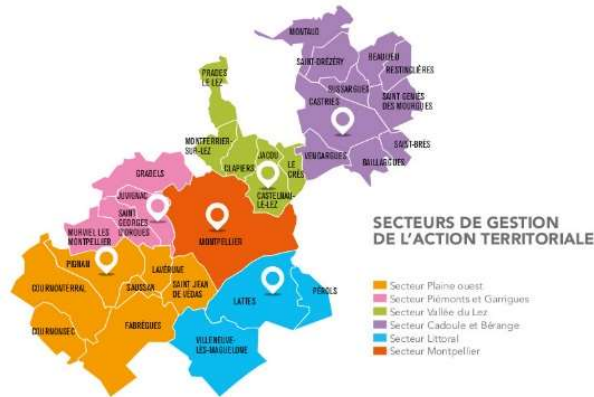 MONTAUD
SAINT-DRÉZÉRY
BEAULIEU
RESTINCLIÈRES
PRADES
LE LEZ
SUSSARGUES
SAINT GENIÈS
DES MOURGUES
CASTRIES
MONTFERRIER-
SUR-LEZ
JACOU
SAINT-BRÈS
VENDARGUES
BAILLARGUES
CLAPIERS
LE
CRÈS
GRABELS
CASTELNAU-
LE-LEZ
JUVIGNAC
SAINT
GEORGES
D'ORQUES
MURVIEL LES
MONTPELLIER
MONTPELLIER
PIGNAN
LAVÉRUNE
COURNONTERRAL
SAUSSAN
SAINT JEAN
DE VÉDAS
LATTES
PÉROLS
COURNONSEC
FABRÈGUES
VILLENEUVE-
LES-MAGUELONE
SECTEURS DE GESTION
DE L'ACTION TERRITORIALE
Secteur Plaine ouest
Secteur Piémonts et Garrigues
Secteur Vallée du Lez
Secteur Cadoule et Bérange
Secteur Littoral
Secteur Montpellier